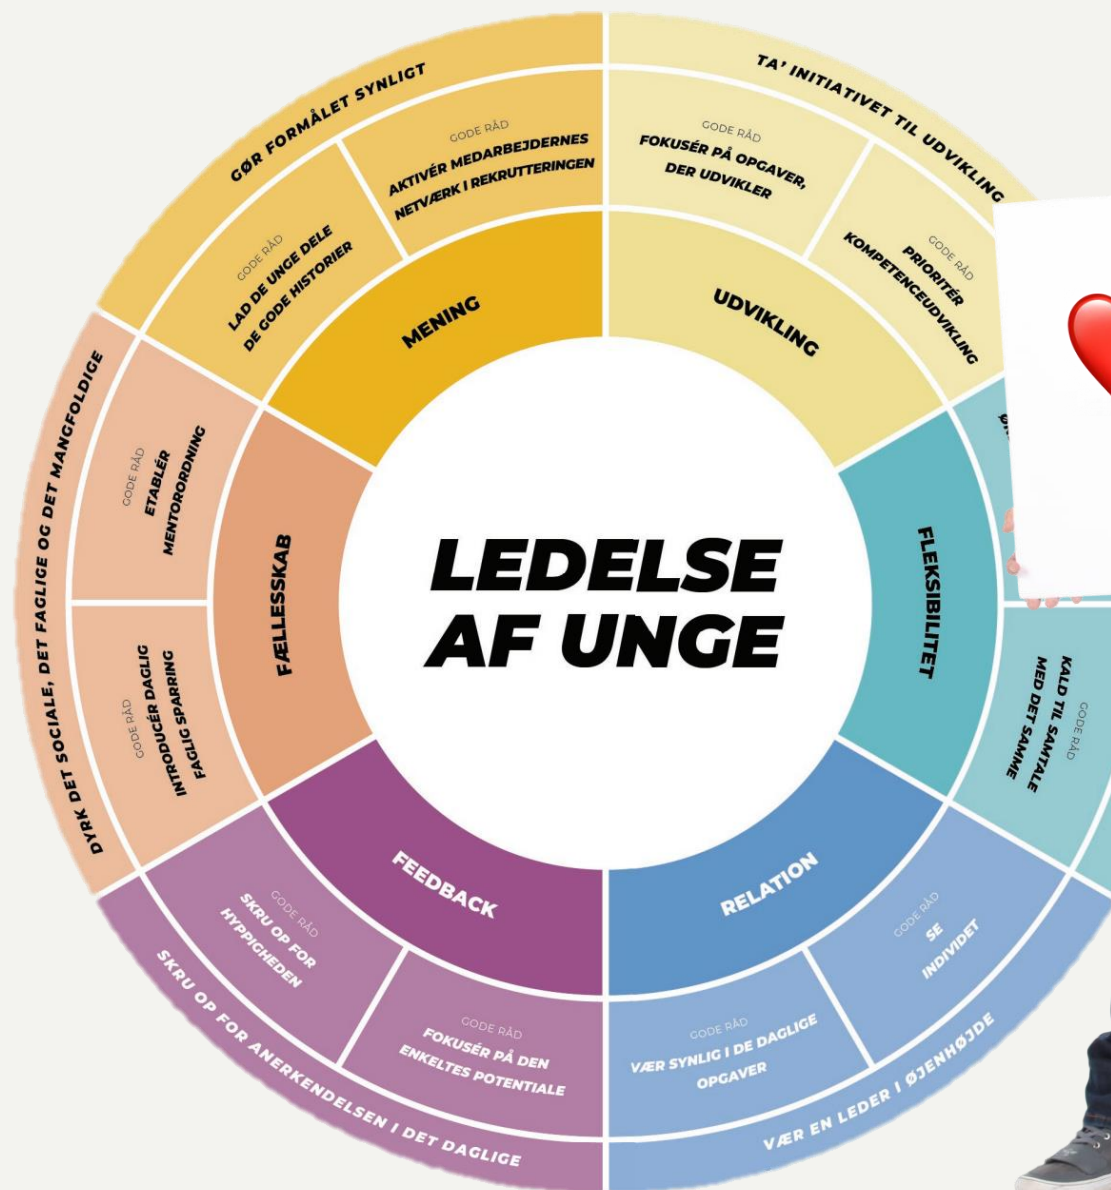 LEDELSE
AF UNGE
MENING
GØR FORMÅLET SYNLIGT
GODE RÅD
LAD DE UNGE DELE
DE GODE HISTORIER
GODE RÅD
AKTIVÉR MEDARBEJDERNES
NETVÆRK I REKRUTTERINGEN
UDVIKLING
TA' INITIATIVET TIL UDVIKLING
GODE RÅD
FOKUSÉR PÅ OPGAVER,
DER UDVIKLER
GODE RÅD
PRIORITÉR
KOMPETENCEUDVIKLING
FLEKSIBILITET
GODE RÅD
KALD TIL SAMTALE
MED DET SAMME
RELATION
VÆR EN LEDER I ØJENHØJDE
GODE RÅD
SE
INDIVIDET
GODE RÅD
VÆR SYNLIG I DE DAGLIGE
OPGAVER
FEEDBACK
SKRU OP FOR ANERKENDELSEN I DET DAGLIGE
GODE RÅD
FOKUSÉR PÅ DEN
ENKELTES POTENTIALE
GODE RÅD
SKRU OP FOR
HYPPIGHEDEN
FÆLLESSKAB
DYRK DET SOCIALE, DET FAGLIGE OG DET MANGFOLDIGE
GODE RÅD
INTRODUCÉR DAGLIG
FAGLIG SPARRING
GODE RÅD
ETABLÉR
MENTORORDNING